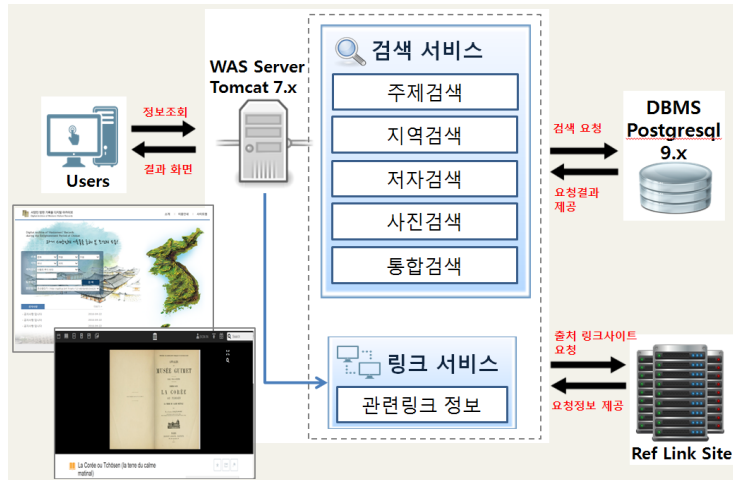 WAS Server
Tomcat 7.x
검색 서비스
주제검색
지역검색
저자검색
사진검색
통합검색
정보조회
결과 화면
Users
검색 요청
요청결과
제공
DBMS
Postgresql
9.x
링크 서비스
관련링크 정보
출처 링크사이트
요청
요청정보 제공
Ref Link Site
MUSÉE GUIMET
LA CORÉE
La Corée ou Tchösen (la terre du calme
matinal)